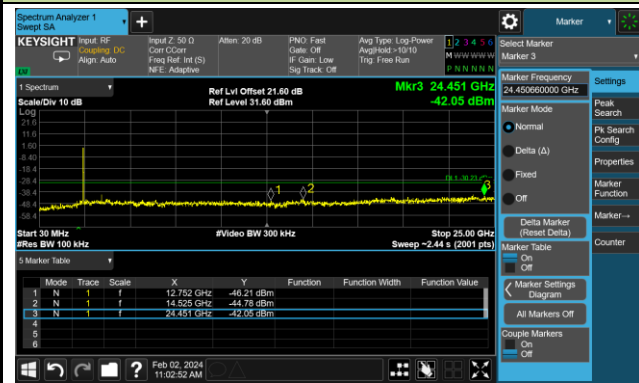 Spectrum Analyzer 1
Swept SA
Marker
KEYSIGHT
Input: RF
Coupling: DC
Align: Auto
Input Z: 50 Ω
Corr CCorr
Freq Ref: Int (S)
NFE: Adaptive
Atten: 20 dB
PNO: Fast
Gate: Off
IF Gain: Low
Sig Track: Off
Avg Type: Log-Power
Avg|Hold:>10/10
Trig: Free Run
1 2 3 4 5 6
M W W W W W
P N N N N N
LXI
Select Marker
Marker 3
1 Spectrum
Scale/Div 10 dB
Log
Ref Lvl Offset 21.60 dB
Ref Level 31.60 dBm
Mkr3 24.451 GHz
-42.05 dBm
21.6
11.6
1.60
-8.40
-18.4
-28.4
-38.4
-48.4
-58.4
DL1 -30.23
1
2
3
Start 30 MHz
#Res BW 100 kHz
#Video BW 300 kHz
Stop 25.00 GHz
Sweep ~2.44 s (2001 pts)
5 Marker Table
Mode Trace Scale X Y Function Function Width Function Value
1 N 1 f 12.752 GHz -46.21 dBm
2 N 1 f 14.525 GHz -44.78 dBm
3 N 1 f 24.451 GHz -42.05 dBm
4
5
6
Marker Frequency
24.450660000 GHz
Marker Mode
Normal
Delta (Δ)
Fixed
Off
Delta Marker
(Reset Delta)
Marker Table
On
Off
Marker Settings
Diagram
All Markers Off
Couple Markers
On
Off
Settings
Peak
Search
Pk Search
Config
Properties
Marker
Function
Marker→
Counter
?
Feb 02, 2024
11:02:52 AM